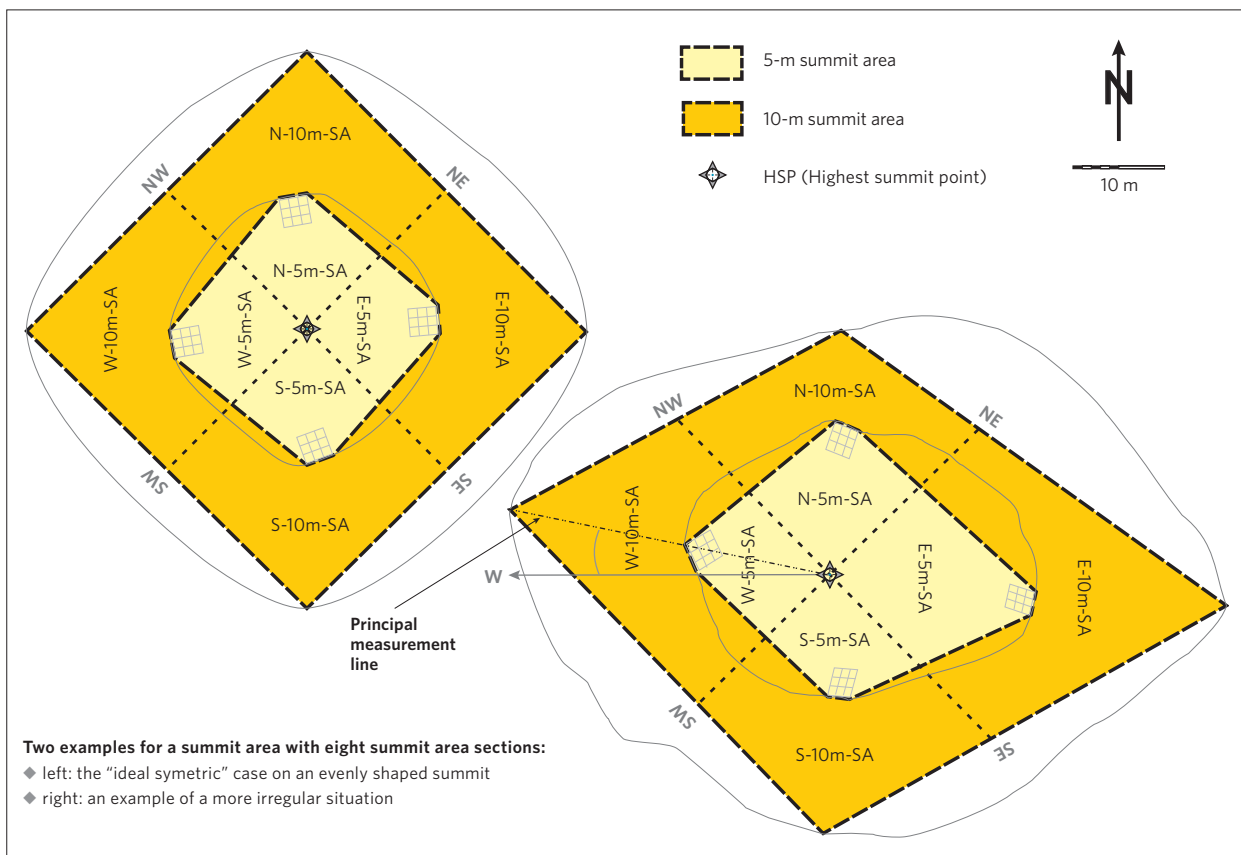 5-m summit area
10-m summit area
HSP (Highest summit point)
N
10 m
N-10m-SA
NW
NE
N-5m-SA
W-10m-SA
W-5m-SA
E-5m-SA
E-10m-SA
S-5m-SA
SW
SE
S-10m-SA
N-10m-SA
NW
NE
N-5m-SA
W-10m-SA
W-5m-SA
E-5m-SA
E-10m-SA
W
S-5m-SA
SW
SE
S-10m-SA
Principal
measurement
line
Two examples for a summit area with eight summit area sections:
◆ left: the “ideal symetric” case on an evenly shaped summit
◆ right: an example of a more irregular situation